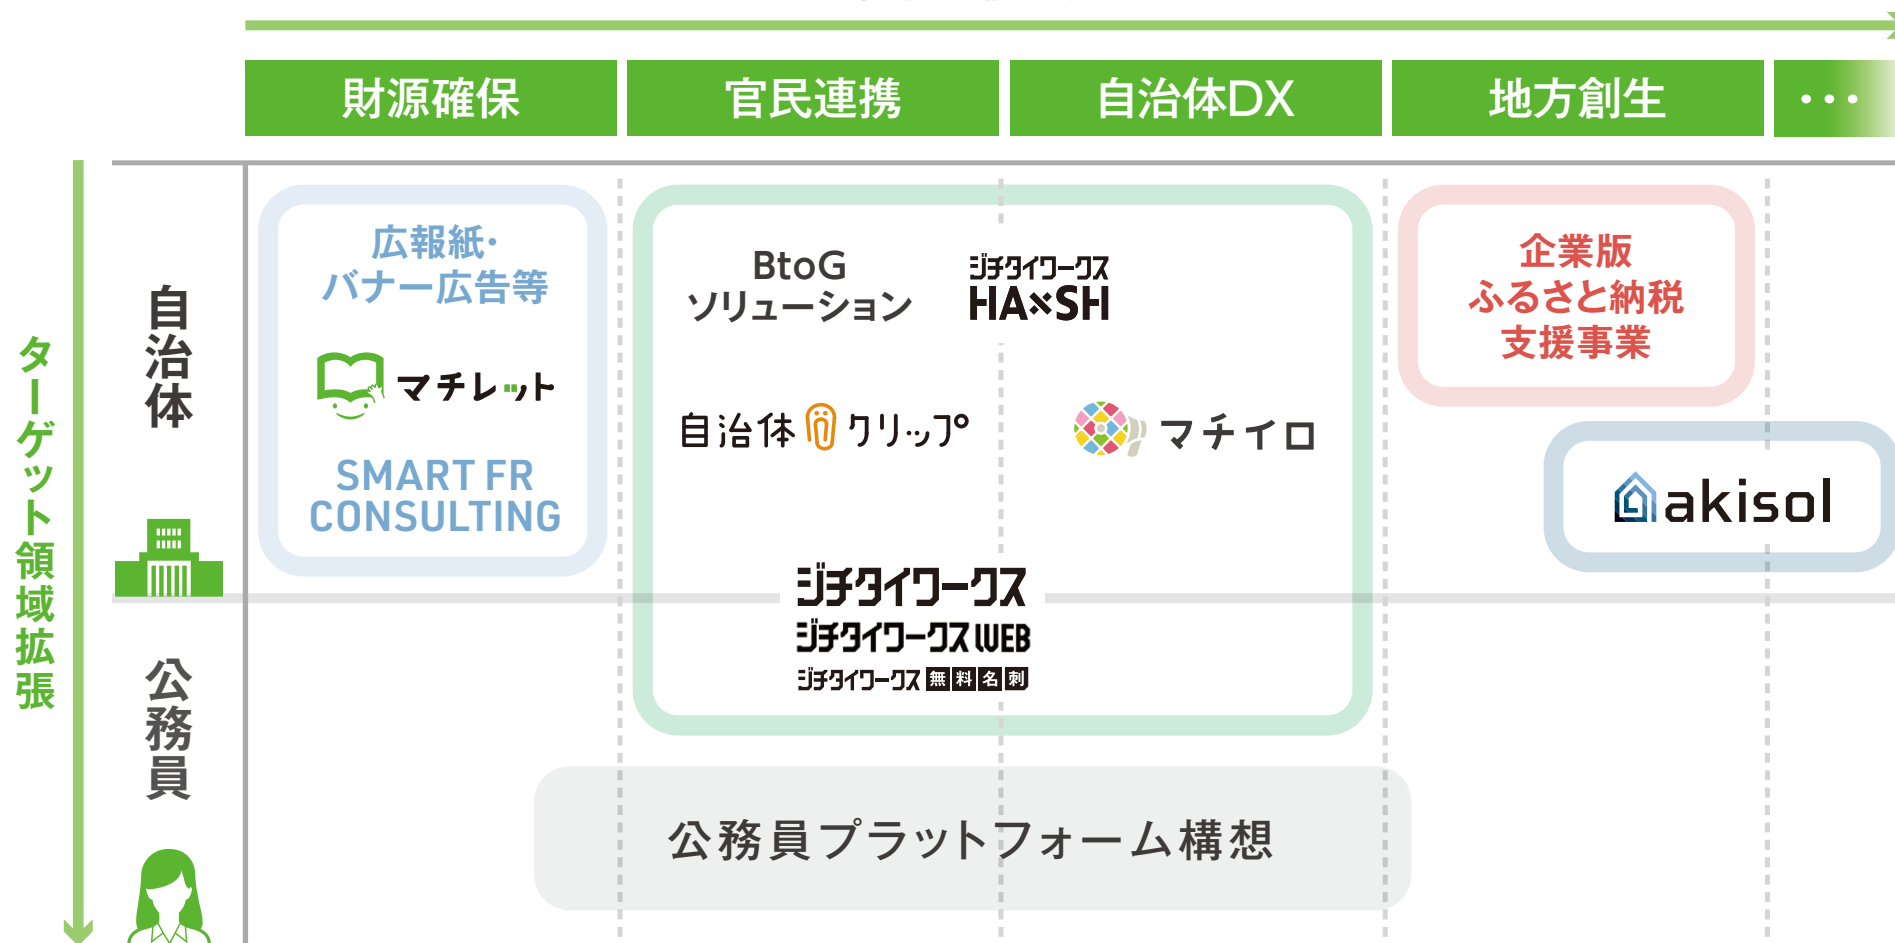 財源確保
官民連携
自治体DX
地方創生
・・・
ターゲット領域拡張
自治体
広報紙・
バナー広告等
マチレット
SMART FR
CONSULTING
BtoG
ソリューション
ジチタイワークス
HA×SH
自治体クリップ
マチイロ
企業版
ふるさと納税
支援事業
akisol
ジチタイワークス
ジチタイワークス WEB
ジチタイワークス 無料名刺
公務員
公務員プラットフォーム構想